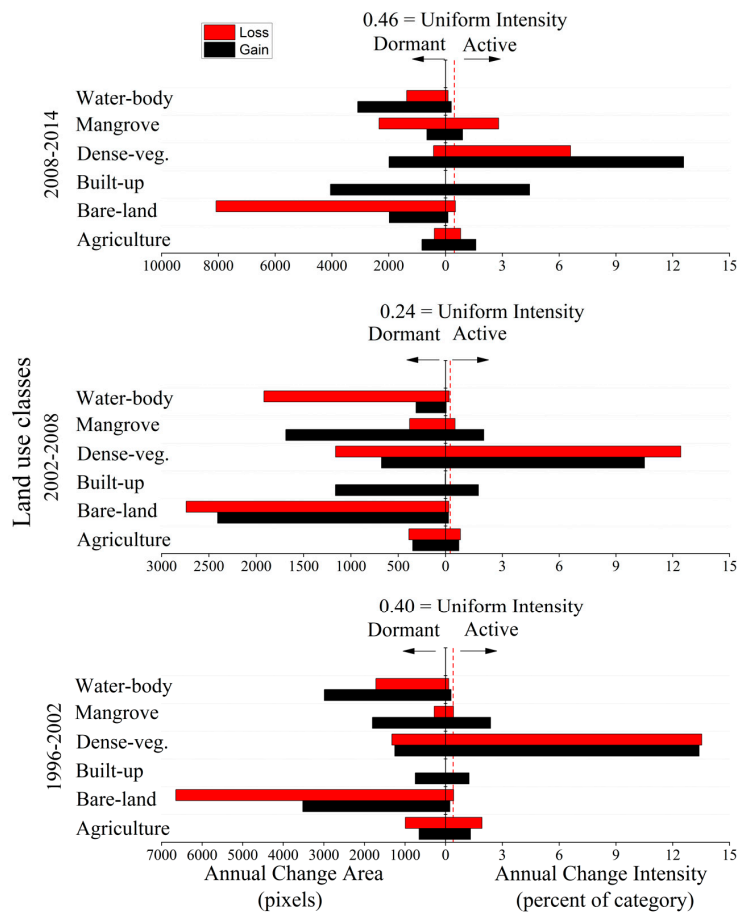 Loss
Gain
0.46 = Uniform Intensity
Dormant Active
Water-body
Mangrove
Dense-veg.
Built-up
Bare-land
Agriculture
2008-2014
10000 8000 6000 4000 2000 0 3 6 9 12 15
0.24 = Uniform Intensity
Dormant Active
Water-body
Mangrove
Dense-veg.
Built-up
Bare-land
Agriculture
2002-2008
Land use classes
3000 2500 2000 1500 1000 500 0 3 6 9 12 15
0.40 = Uniform Intensity
Dormant Active
Water-body
Mangrove
Dense-veg.
Built-up
Bare-land
Agriculture
1996-2002
7000 6000 5000 4000 3000 2000 1000 0 3 6 9 12 15
Annual Change Area
(pixels)
Annual Change Intensity
(percent of category)